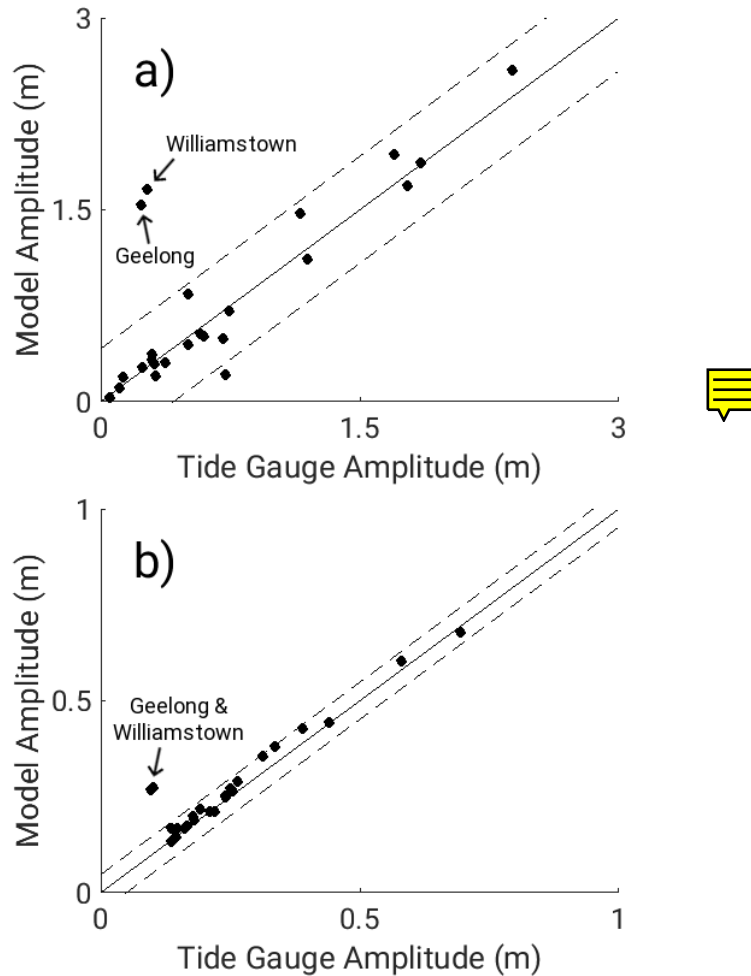 3
a)
Williamstown
1.5
Geelong
Model Amplitude (m)
0
0
1.5
3
Tide Gauge Amplitude (m)
1
b)
Geelong &
Williamstown
0.5
Model Amplitude (m)
0
0
0.5
1
Tide Gauge Amplitude (m)